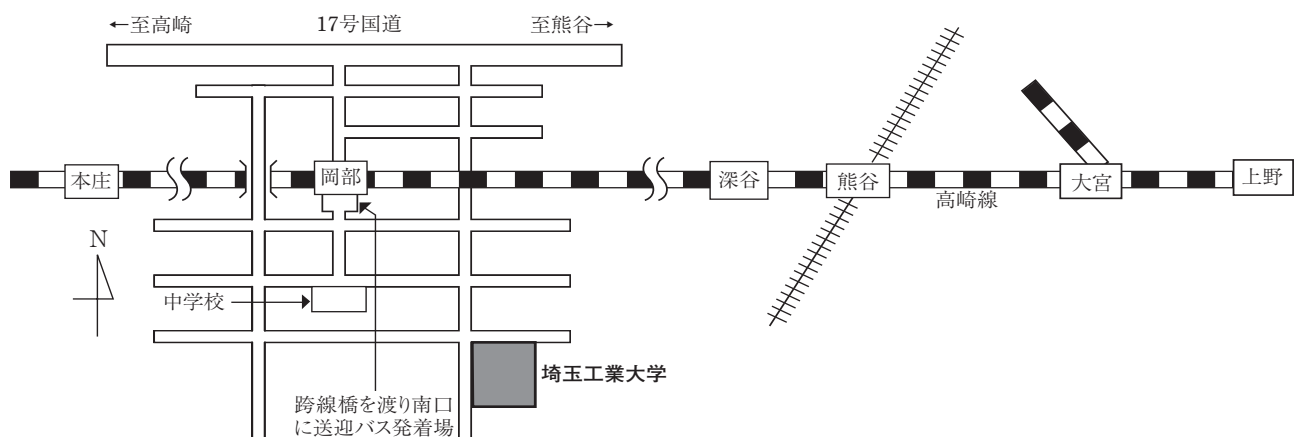 ←至高崎
17号国道
至熊谷→
本庄
岡部
深谷
熊谷
大宮
上野
高崎線
N
中学校
埼玉工業大学
跨線橋を渡り南口
に送迎バス発着場